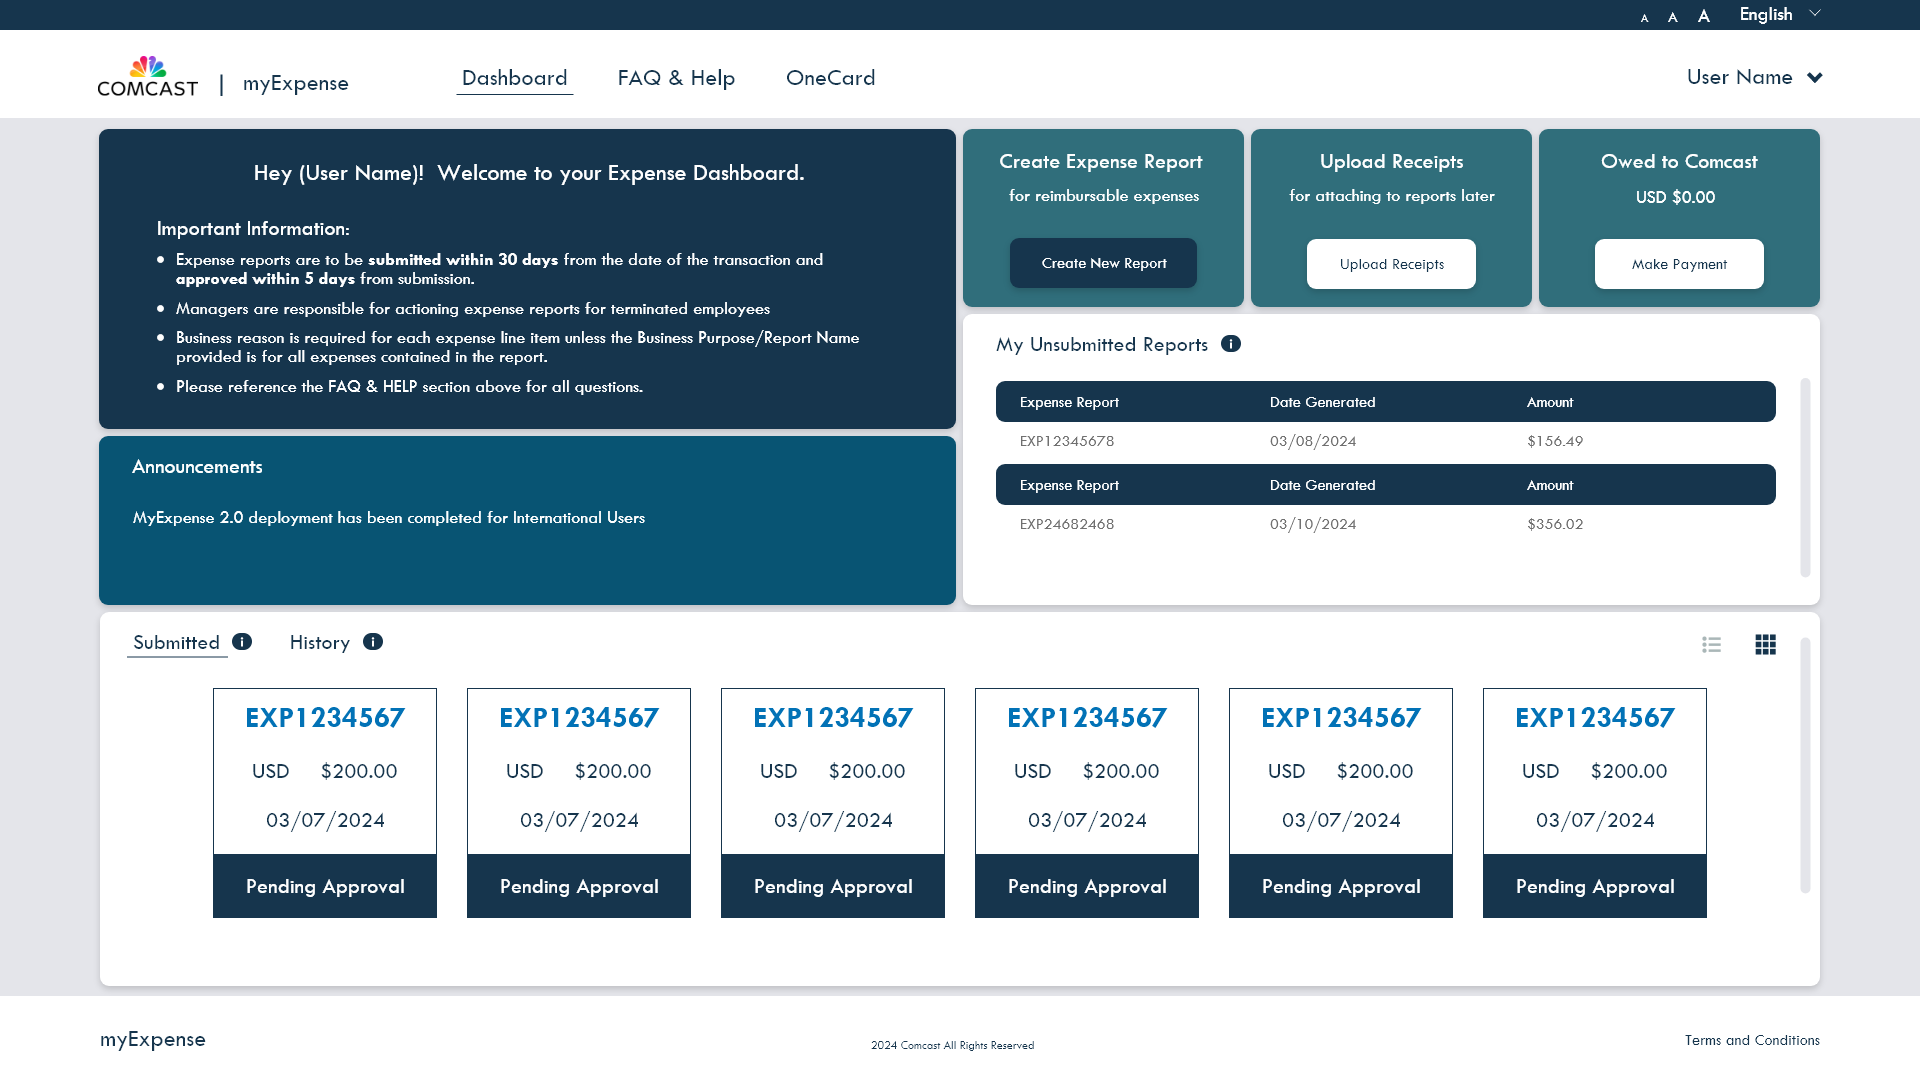 A A A English
COMCAST | myExpense
Dashboard FAQ & Help OneCard
User Name
Hey (User Name)! Welcome to your Expense Dashboard.
Important Information:
• Expense reports are to be submitted within 30 days from the date of the transaction and
approved within 5 days from submission.
• Managers are responsible for actioning expense reports for terminated employees
• Business reason is required for each expense line item unless the Business Purpose/Report Name
provided is for all expenses contained in the report.
• Please reference the FAQ & HELP section above for all questions.
Create Expense Report
for reimbursable expenses
Create New Report
Upload Receipts
for attaching to reports later
Upload Receipts
Owed to Comcast
USD $0.00
Make Payment
Announcements
MyExpense 2.0 deployment has been completed for International Users
My Unsubmitted Reports i
Expense Report Date Generated Amount
EXP12345678 03/08/2024 $156.49
Expense Report Date Generated Amount
EXP24682468 03/10/2024 $356.02
Submitted i History i
EXP1234567
USD $200.00
03/07/2024
Pending Approval
EXP1234567
USD $200.00
03/07/2024
Pending Approval
EXP1234567
USD $200.00
03/07/2024
Pending Approval
EXP1234567
USD $200.00
03/07/2024
Pending Approval
EXP1234567
USD $200.00
03/07/2024
Pending Approval
EXP1234567
USD $200.00
03/07/2024
Pending Approval
myExpense
2024 Comcast All Rights Reserved
Terms and Conditions